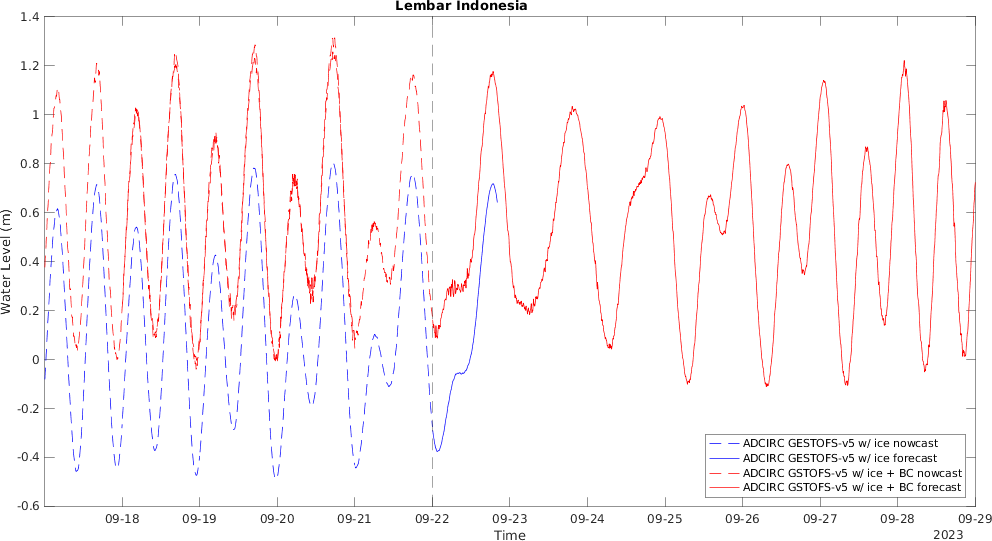 Lembar Indonesia
1.4
1.2
1
0.8
0.6
0.4
0.2
0
-0.2
-0.4
-0.6
Water Level (m)
09-18 09-19 09-20 09-21 09-22 09-23 09-24 09-25 09-26 09-27 09-28 09-29
Time
2023
ADCIRC GESTOFS-v5 w/ ice nowcast
ADCIRC GESTOFS-v5 w/ ice forecast
ADCIRC GSTOFS-v5 w/ ice + BC nowcast
ADCIRC GSTOFS-v5 w/ ice + BC forecast